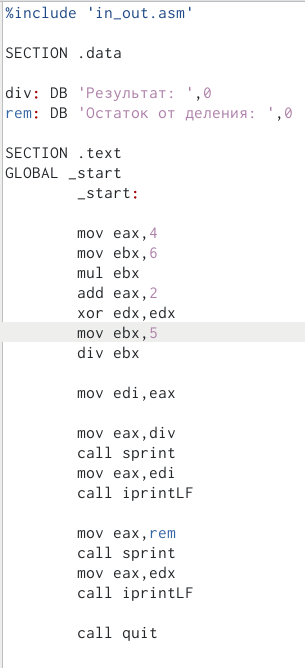 %include 'in_out.asm'
SECTION .data
div: DB 'Результат: ',0
rem: DB 'Остаток от деления: ',0
SECTION .text
GLOBAL _start
_start:
mov eax,4
mov ebx,6
mul ebx
add eax,2
xor edx,edx
mov ebx,5
div ebx
mov edi,eax
mov eax,div
call sprint
mov eax,edi
call iprintLF
mov eax,rem
call sprint
mov eax,edx
call iprintLF
call quit